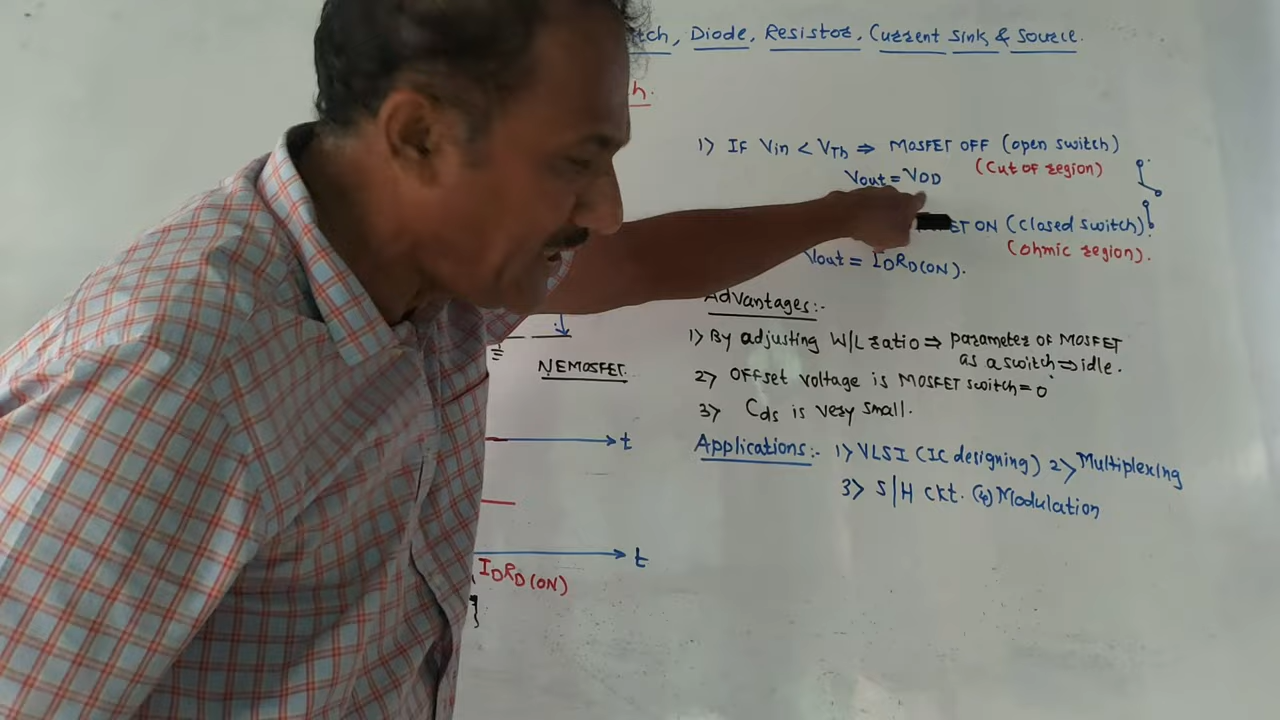 tch, Diode, Resistor, Current Sink & Source.
h.
1) IF Vin < VTh ⇒ MOSFET OFF (open switch)
(Cut of region)
Vout = VDD
ET ON (closed switch)
(ohmic region).
Vout = IDRD(ON).
Advantages:-
1) By adjusting W/L ratio ⇒ parameter OF MOSFET
as a switch ⇒ idle.
2) OFFset voltage is MOSFET switch = 0
3) Cds is very small.
Applications:- 1) VLSI (IC designing) 2) Multiplexing
3) S/H ckt. (4) Modulation
NEMOSFET.
t
t
IDRD(ON)